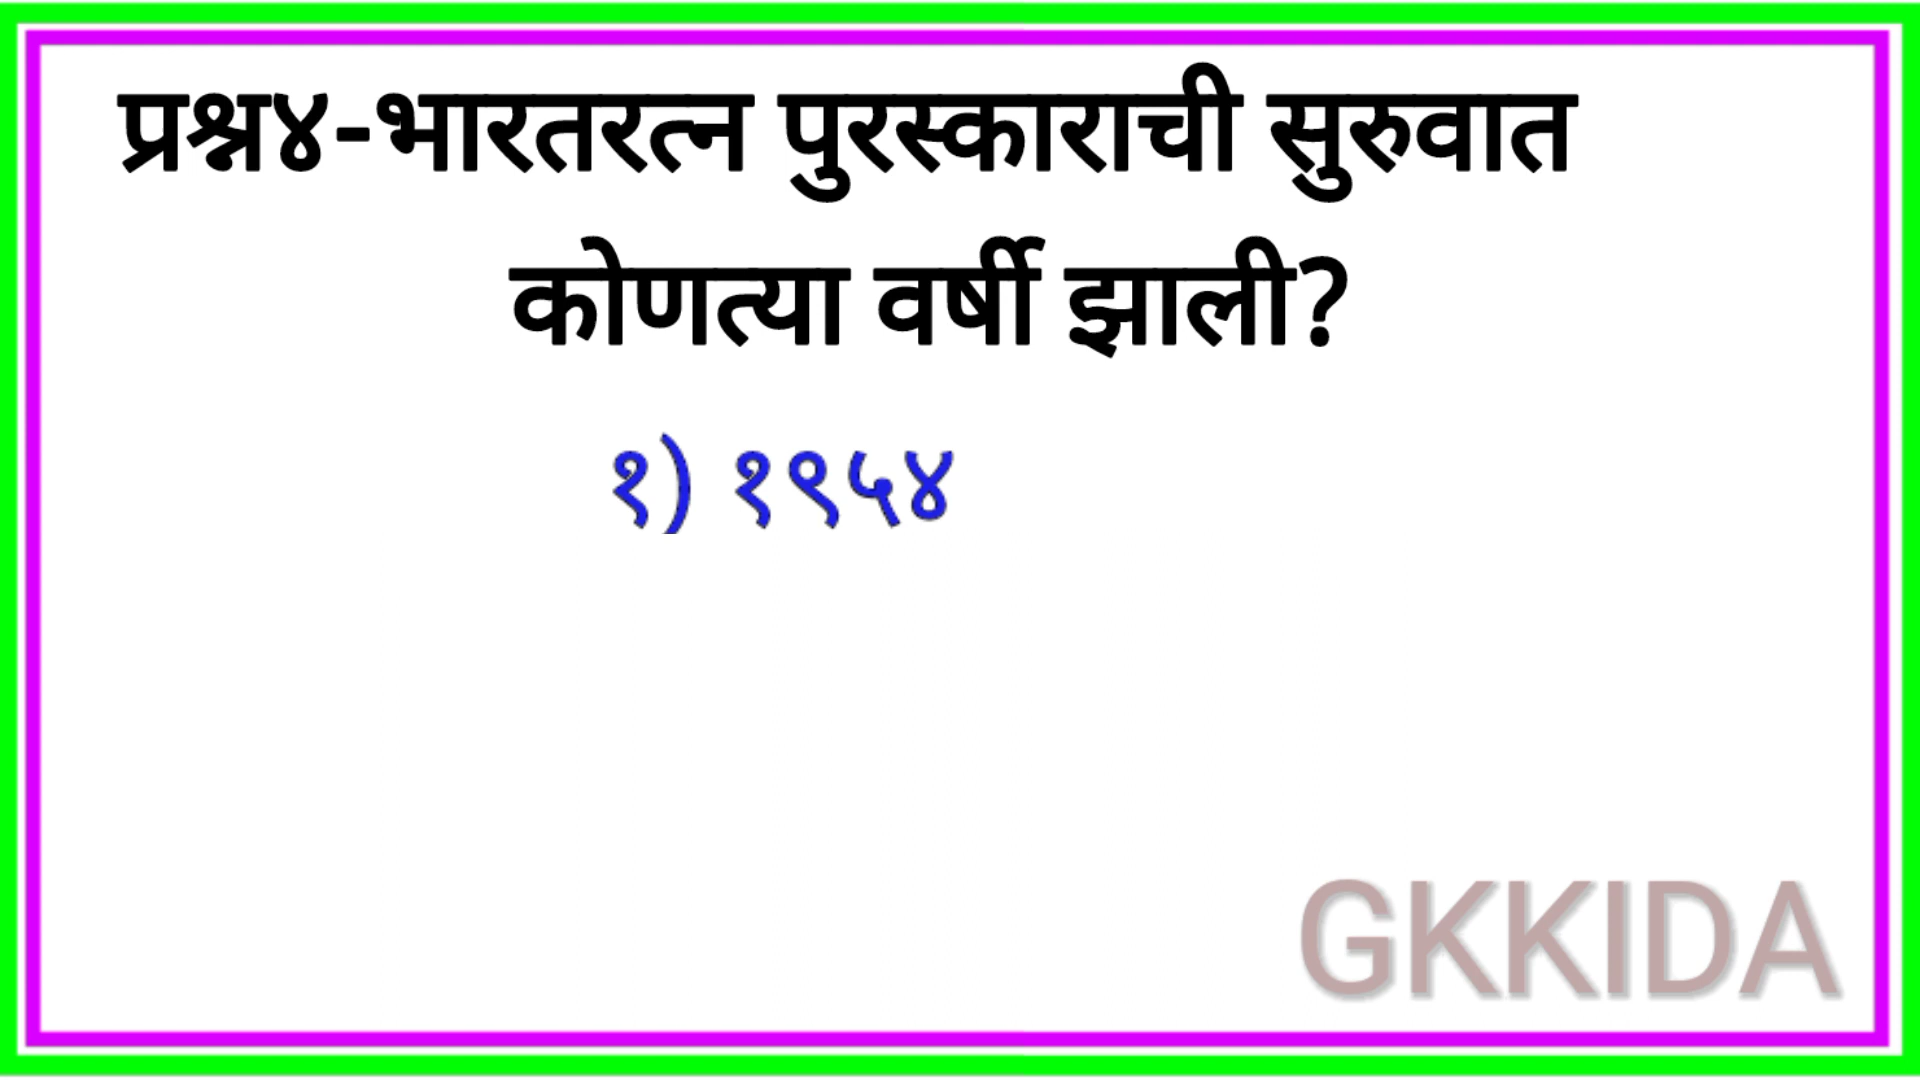 प्रश्न४-भारतरत्न पुरस्काराची सुरुवात
कोणत्या वर्षी झाली?
१) १९५४
GKKIDA